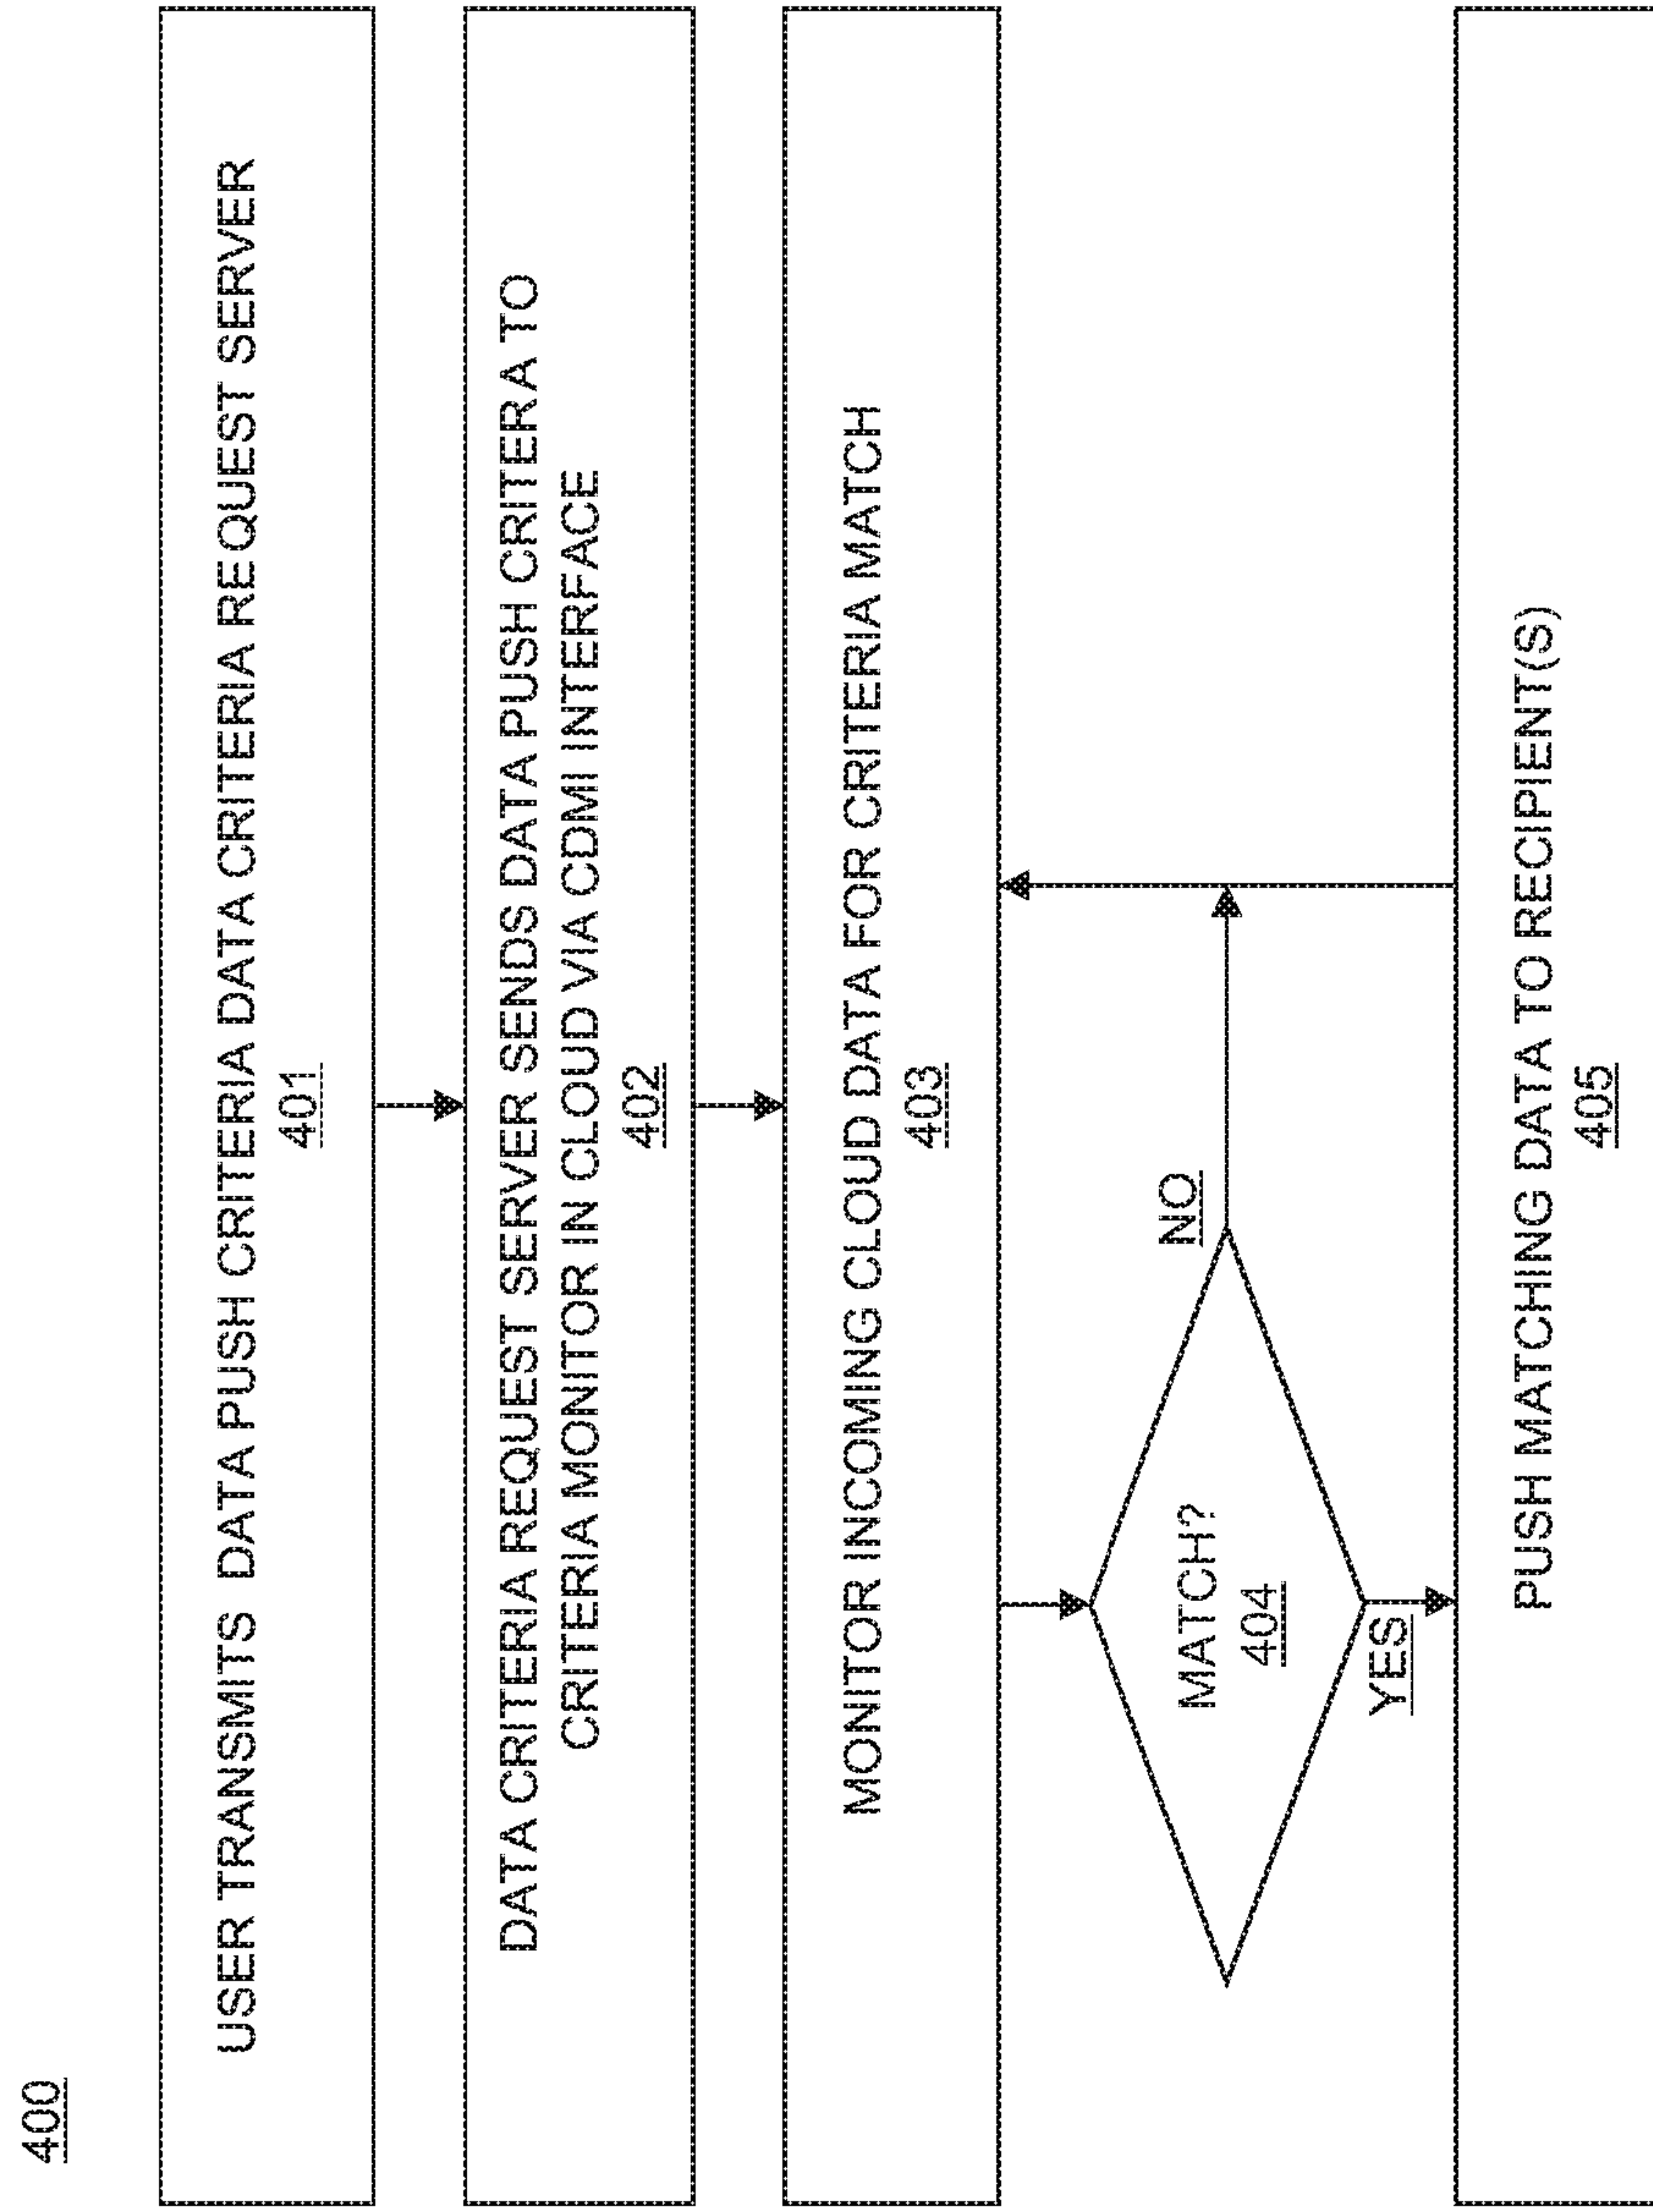 400
USER TRANSMITS DATA PUSH CRITERIA DATA CRITERIA REQUEST SERVER
401
DATA CRITERIA REQUEST SERVER SENDS DATA PUSH CRITERA TO
CRITERIA MONITOR IN CLOUD VIA CDMI INTERFACE
402
MONITOR INCOMING CLOUD DATA FOR CRITERIA MATCH
403
MATCH?
404
NO
YES
PUSH MATCHING DATA TO RECIPIENT(S)
405